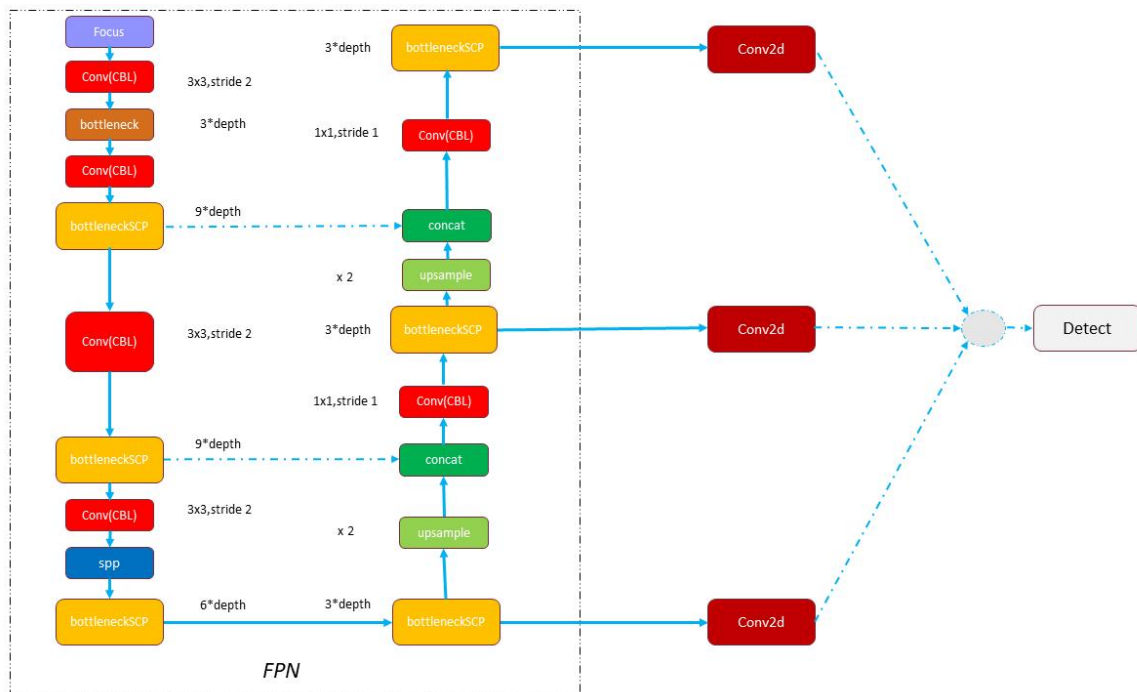 Focus
3*depth
bottleneckSCP
Conv2d
Conv(CBL)
3x3,stride 2
bottleneck
3*depth
1x1,stride 1
Conv(CBL)
Conv(CBL)
bottleneckSCP
9*depth
concat
x 2
upsample
Conv(CBL)
3x3,stride 2
3*depth
bottleneckSCP
Conv2d
Detect
1x1,stride 1
Conv(CBL)
bottleneckSCP
9*depth
concat
Conv(CBL)
3x3,stride 2
x 2
upsample
spp
bottleneckSCP
6*depth
3*depth
bottleneckSCP
Conv2d
FPN